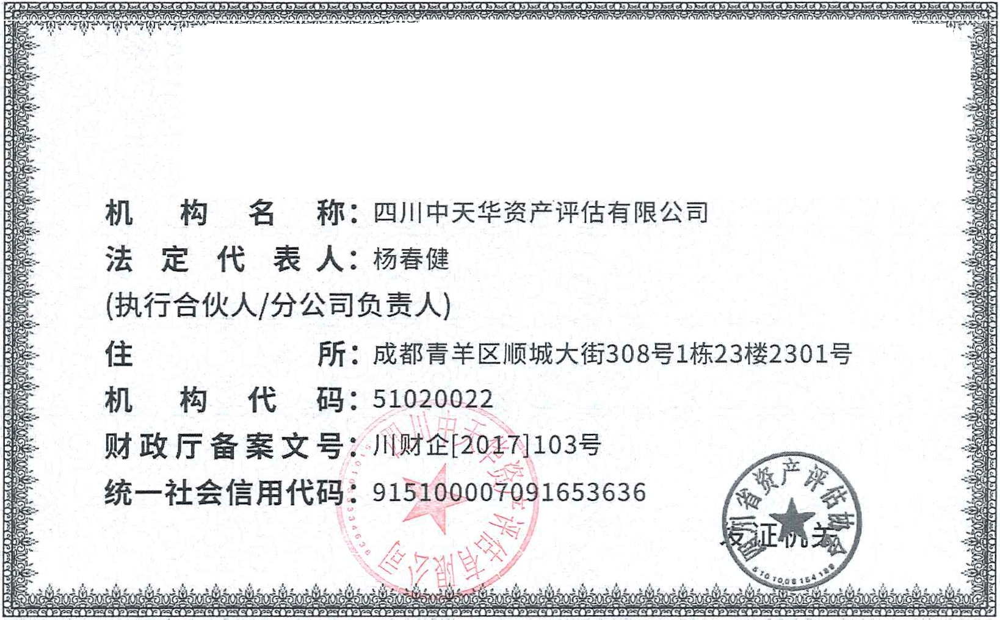 机构名称：四川中天华资产评估有限公司
法定代表人：杨春健
(执行合伙人/分公司负责人)
住所：成都青羊区顺城大街308号1栋23楼2301号
机构代码：51020022
财政厅备案文号：川财企[2017]103号
统一社会信用代码：915100007091653636
发证机关
四川省资产评估协会
四川中天华资产评估有限公司